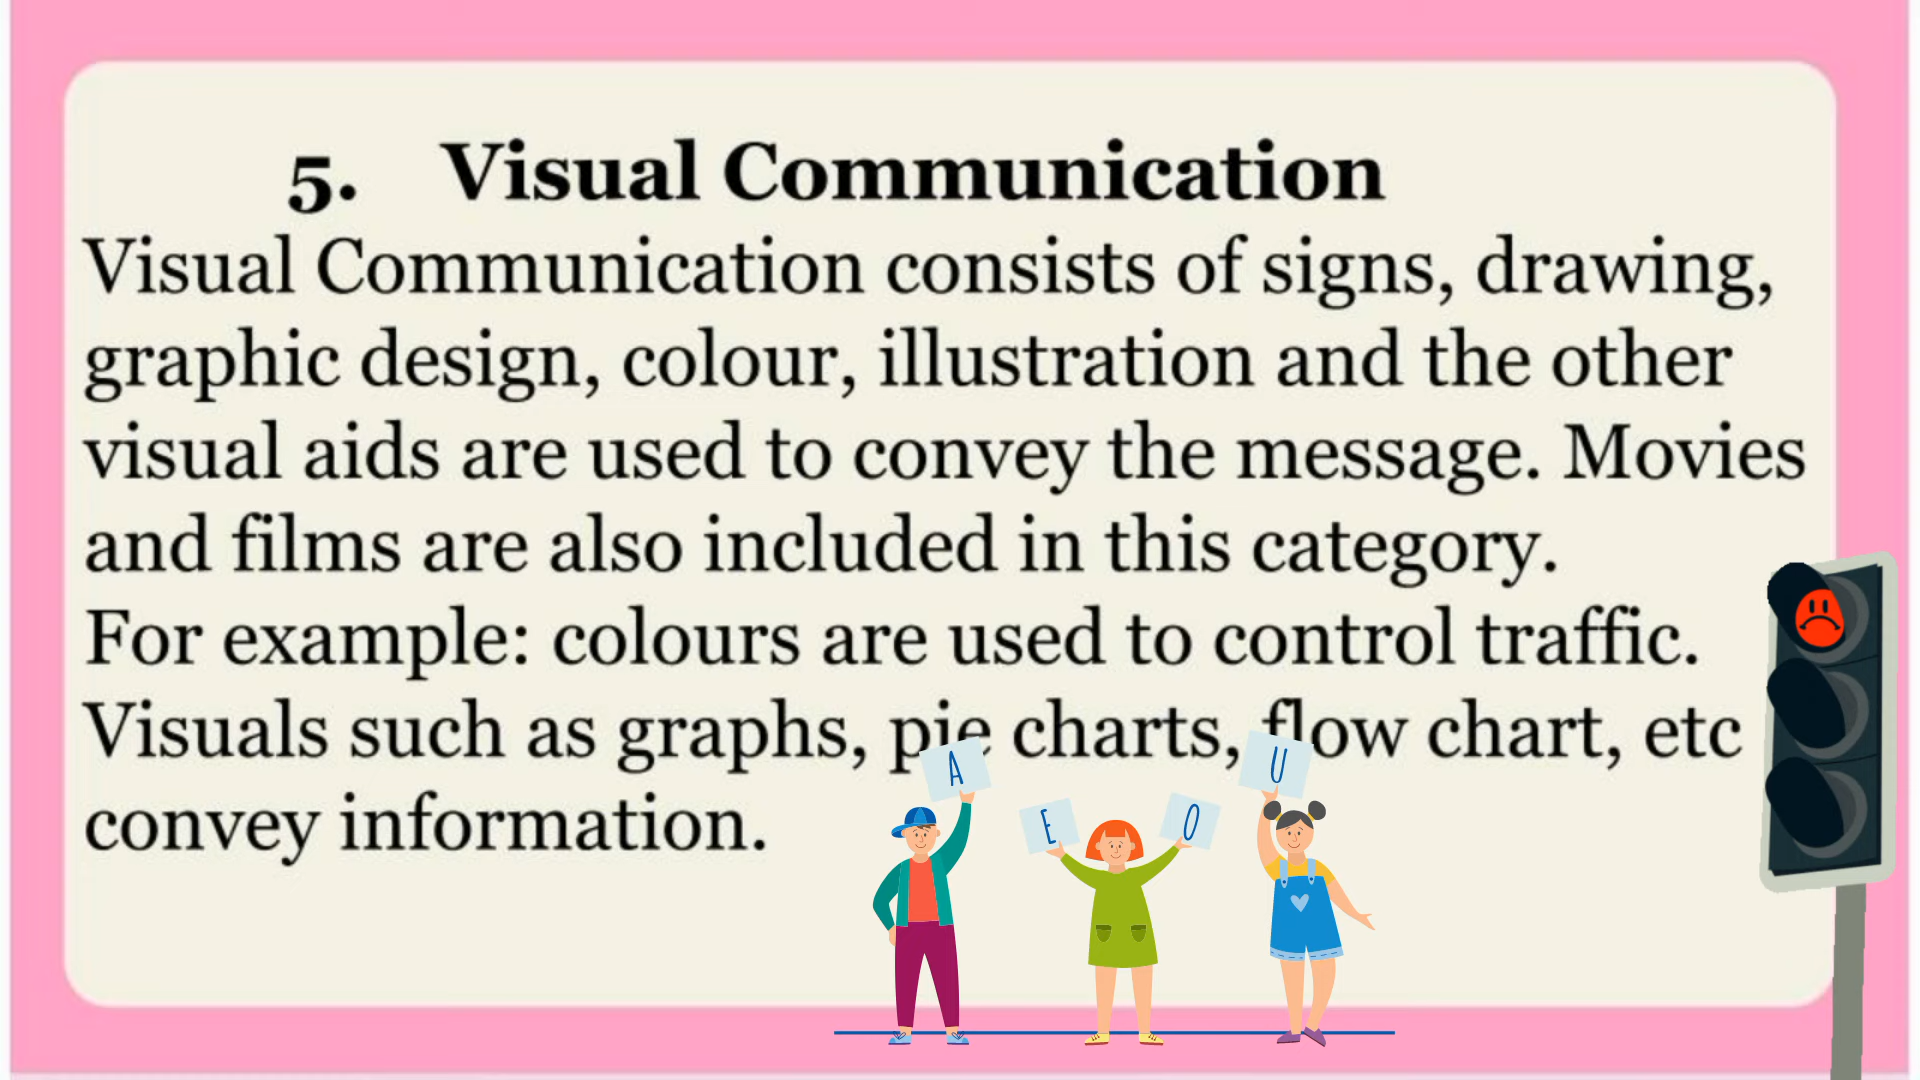 5. Visual Communication
Visual Communication consists of signs, drawing,
graphic design, colour, illustration and the other
visual aids are used to convey the message. Movies
and films are also included in this category.
For example: colours are used to control traffic.
Visuals such as graphs, pie charts, flow chart, etc
convey information.
A
E
O
U